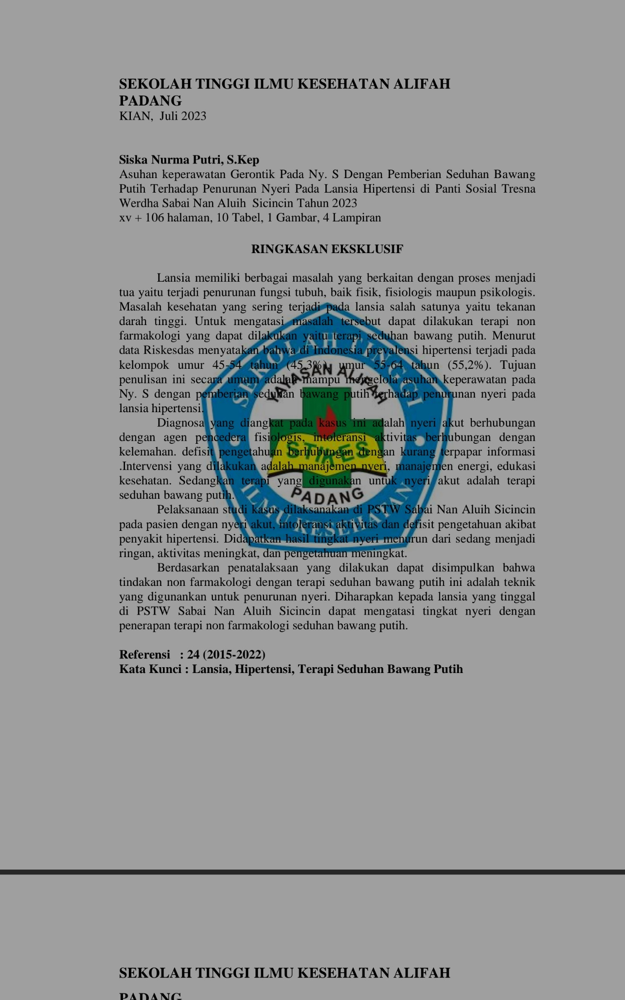 SEKOLAH TINGGI ILMU KESEHATAN ALIFAH
PADANG
KIAN,  Juli 2023
Siska Nurma Putri, S.Kep
Asuhan keperawatan Gerontik Pada Ny. S Dengan Pemberian Seduhan Bawang
Putih Terhadap Penurunan Nyeri Pada Lansia Hipertensi di Panti Sosial Tresna
Werdha Sabai Nan Aluih  Sicincin Tahun 2023
xv + 106 halaman, 10 Tabel, 1 Gambar, 4 Lampiran
RINGKASAN EKSKLUSIF
Lansia memiliki berbagai masalah yang berkaitan dengan proses menjadi
tua yaitu terjadi penurunan fungsi tubuh, baik fisik, fisiologis maupun psikologis.
Masalah kesehatan yang sering terjadi pada lansia salah satunya yaitu tekanan
darah tinggi. Untuk mengatasi masalah tersebut dapat dilakukan terapi non
farmakologi yang dapat dilakukan yaitu terapi seduhan bawang putih. Menurut
data Riskesdas menyatakan bahwa di Indonesia prevalensi hipertensi terjadi pada
kelompok umur 45-54 tahun (45,3%), umur 55-64 tahun (55,2%). Tujuan
penulisan ini secara umum adalah mampu mengelola asuhan keperawatan pada
Ny. S dengan pemberian seduhan bawang putih terhadap penurunan nyeri pada
lansia hipertensi.
Diagnosa yang diangkat pada kasus ini adalah nyeri akut berhubungan
dengan agen pencedera fisiologis, intoleransi aktivitas berhubungan dengan
kelemahan. defisit pengetahuan berhubungan dengan kurang terpapar informasi
.Intervensi yang dilakukan adalah manajemen nyeri, manajemen energi, edukasi
kesehatan. Sedangkan terapi yang digunakan untuk nyeri akut adalah terapi
seduhan bawang putih.
Pelaksanaan studi kasus dilaksanakan di PSTW Sabai Nan Aluih Sicincin
pada pasien dengan nyeri akut, intoleransi aktivitas dan defisit pengetahuan akibat
penyakit hipertensi. Didapatkan hasil tingkat nyeri menurun dari sedang menjadi
ringan, aktivitas meningkat, dan pengetahuan meningkat.
Berdasarkan penatalaksaan yang dilakukan dapat disimpulkan bahwa
tindakan non farmakologi dengan terapi seduhan bawang putih ini adalah teknik
yang digunankan untuk penurunan nyeri. Diharapkan kepada lansia yang tinggal
di PSTW Sabai Nan Aluih Sicincin dapat mengatasi tingkat nyeri dengan
penerapan terapi non farmakologi seduhan bawang putih.
Referensi   : 24 (2015-2022)
Kata Kunci : Lansia, Hipertensi, Terapi Seduhan Bawang Putih
SEKOLAH TINGGI
YAYASAN ALIFAH
STIKES
PADANG
ILMU KESEHATAN
SEKOLAH TINGGI ILMU KESEHATAN ALIFAH
PADANG